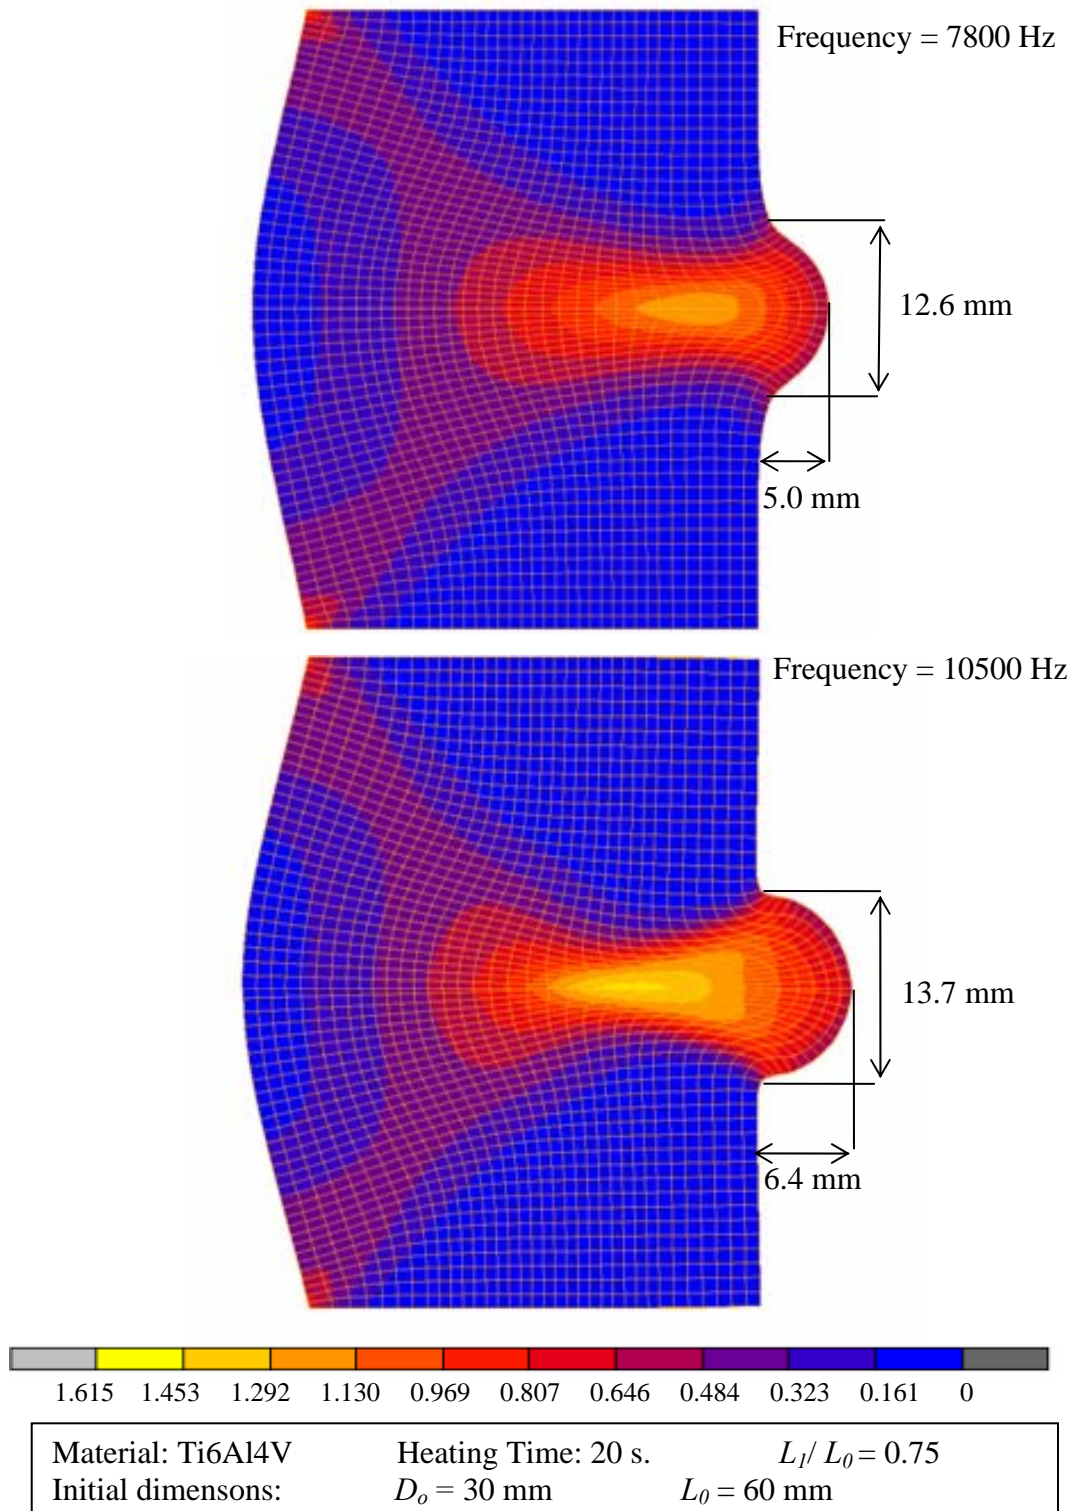 Frequency = 7800 Hz
12.6 mm
5.0 mm
Frequency = 10500 Hz
13.7 mm
6.4 mm
1.615 1.453 1.292 1.130 0.969 0.807 0.646 0.484 0.323 0.161 0
Material: Ti6Al4V Heating Time: 20 s. L1/ L0 = 0.75
Initial dimensons: Do = 30 mm L0 = 60 mm